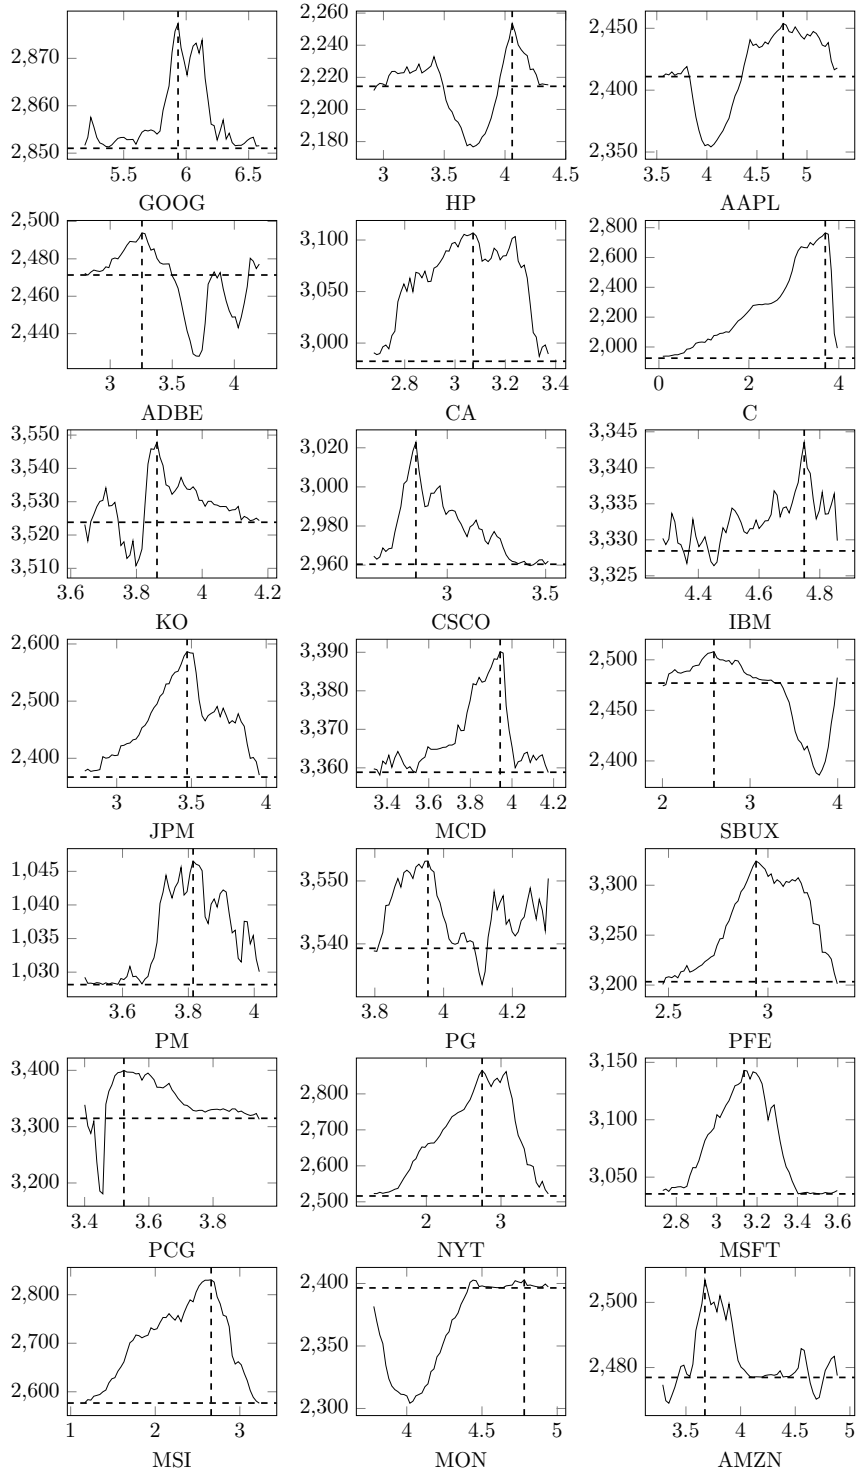 2,870
2,860
2,850
5.5 6 6.5
GOOG
2,260
2,240
2,220
2,200
2,180
3 3.5 4 4.5
HP
2,450
2,400
2,350
3.5 4 4.5 5
AAPL
2,500
2,480
2,460
2,440
3 3.5 4
ADBE
3,100
3,050
3,000
2.8 3 3.2 3.4
CA
2,800
2,600
2,400
2,200
2,000
0 2 4
C
3,550
3,540
3,530
3,520
3,510
3.6 3.8 4 4.2
KO
3,020
3,000
2,980
2,960
3 3.5
CSCO
3,345
3,340
3,335
3,330
3,325
4.4 4.6 4.8
IBM
2,600
2,500
2,400
3 3.5 4
JPM
3,390
3,380
3,370
3,360
3.4 3.6 3.8 4 4.2
MCD
2,500
2,450
2,400
2 3 4
SBUX
1,045
1,040
1,035
1,030
3.6 3.8 4
PM
3,550
3,540
3.8 4 4.2
PG
3,300
3,250
3,200
2.5 3
PFE
3,400
3,300
3,200
3.4 3.6 3.8
PCG
2,800
2,700
2,600
2,500
2 3
NYT
3,150
3,100
3,050
2.8 3 3.2 3.4 3.6
MSFT
2,800
2,700
2,600
1 2 3
MSI
2,400
2,350
2,300
4 4.5 5
MON
2,500
2,480
3.5 4 4.5 5
AMZN